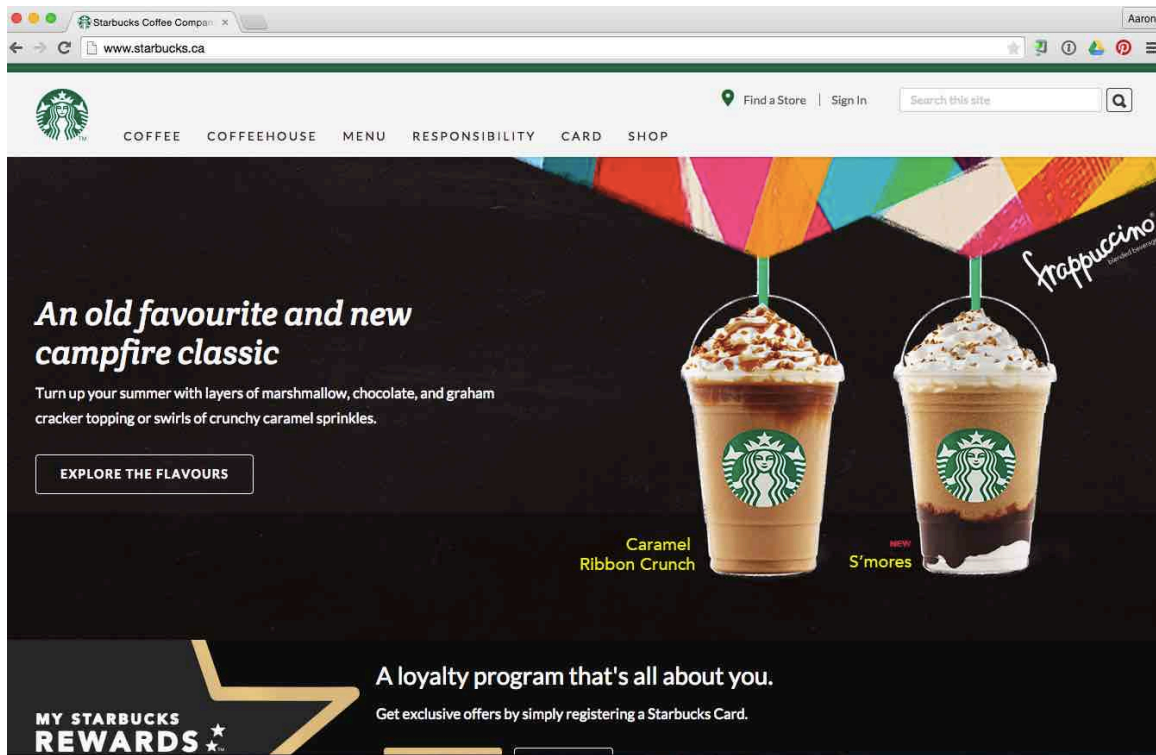 Aaron
Starbucks Coffee Compan
www.starbucks.ca
Find a Store | Sign In
Search this site
COFFEE COFFEEHOUSE MENU RESPONSIBILITY CARD SHOP
frappuccino®
blended beverage
An old favourite and new
campfire classic
Turn up your summer with layers of marshmallow, chocolate, and graham
cracker topping or swirls of crunchy caramel sprinkles.
EXPLORE THE FLAVOURS
Caramel
Ribbon Crunch
NEW
S'mores
A loyalty program that's all about you.
Get exclusive offers by simply registering a Starbucks Card.
MY STARBUCKS
REWARDS™